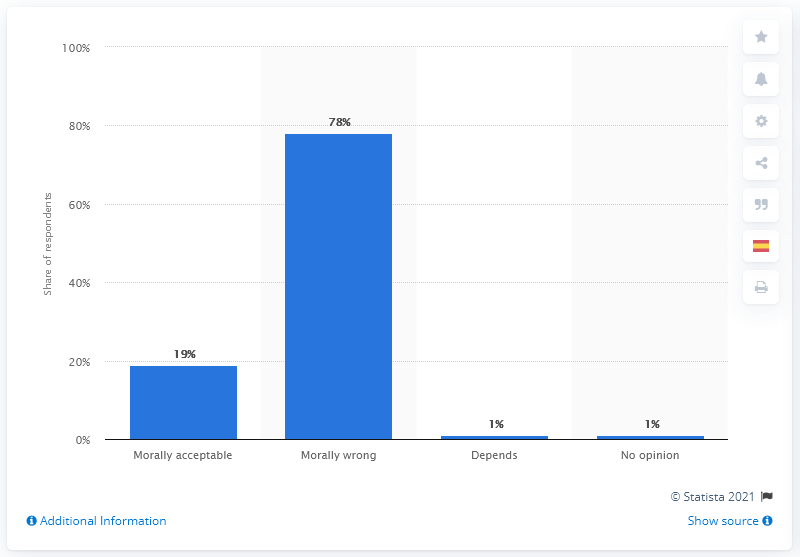 100%
80%
60%
40%
20%
0%
Share of respondents
19%
78%
1%
1%
Morally acceptable
Morally wrong
Depends
No opinion
© Statista 2021
Additional Information
Show source